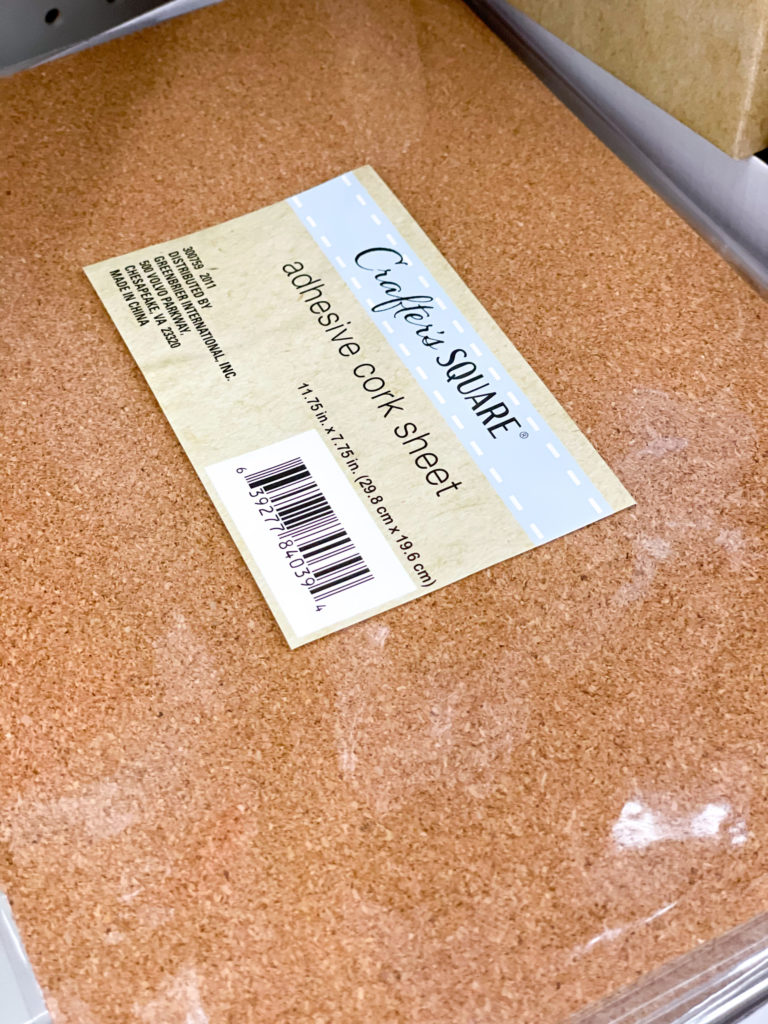 Crafter's SQUARE®
adhesive cork sheet
11.75 in. x 7.75 in. (29.8 cm x 19.6 cm)
300759 2011
DISTRIBUTED BY
GREENBRIER INTERNATIONAL, INC.
500 VOLVO PARKWAY,
CHESAPEAKE, VA 23320
MADE IN CHINA
6 39277 84039 4